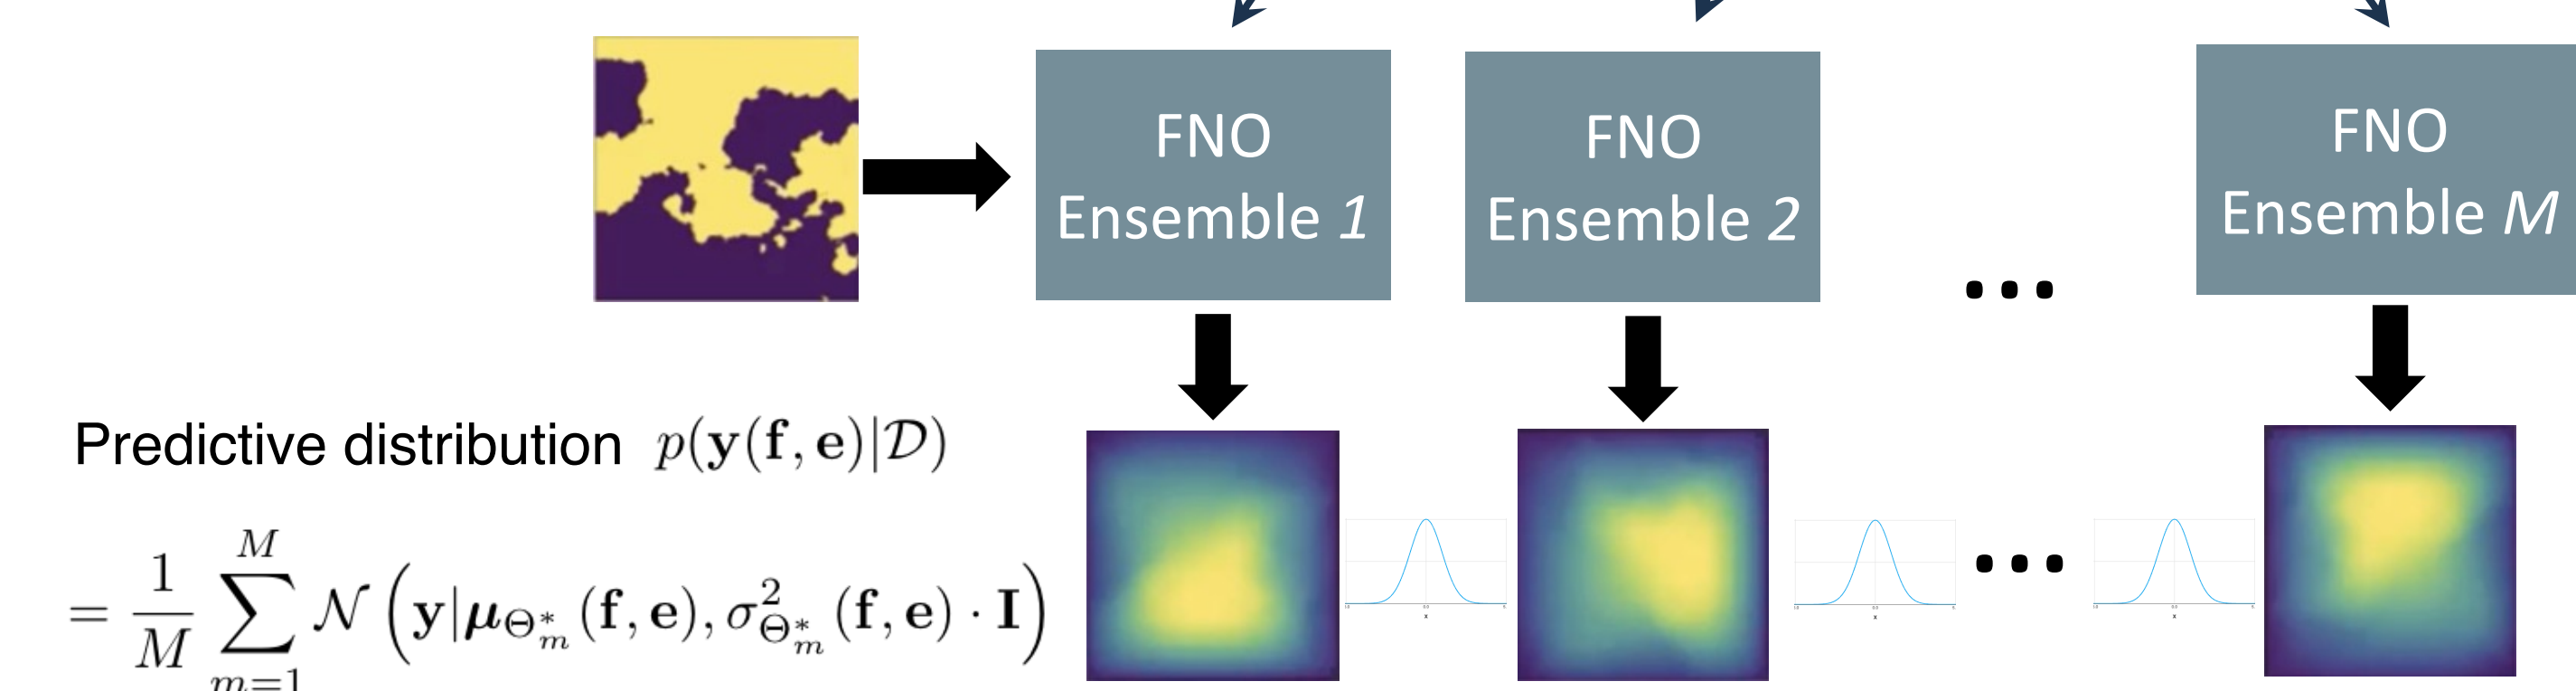 FNO
Ensemble 1
FNO
Ensemble 2
...
FNO
Ensemble M
Predictive distribution p(y(f, e)|𝒟)
= 1/M ∑_{m=1}^{M} 𝒩(y|μ_{Θ*_m}(f, e), σ²_{Θ*_m}(f, e) · I)
...